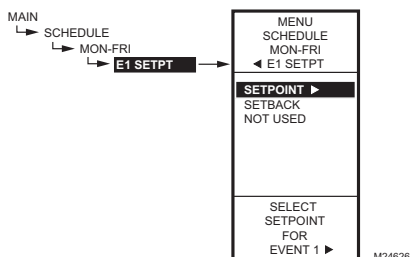 MAIN
SCHEDULE
MON-FRI
E1 SETPT
MENU
SCHEDULE
MON-FRI
◄ E1 SETPT
SETPOINT ►
SETBACK
NOT USED
SELECT
SETPOINT
FOR
EVENT 1 ►
M24626